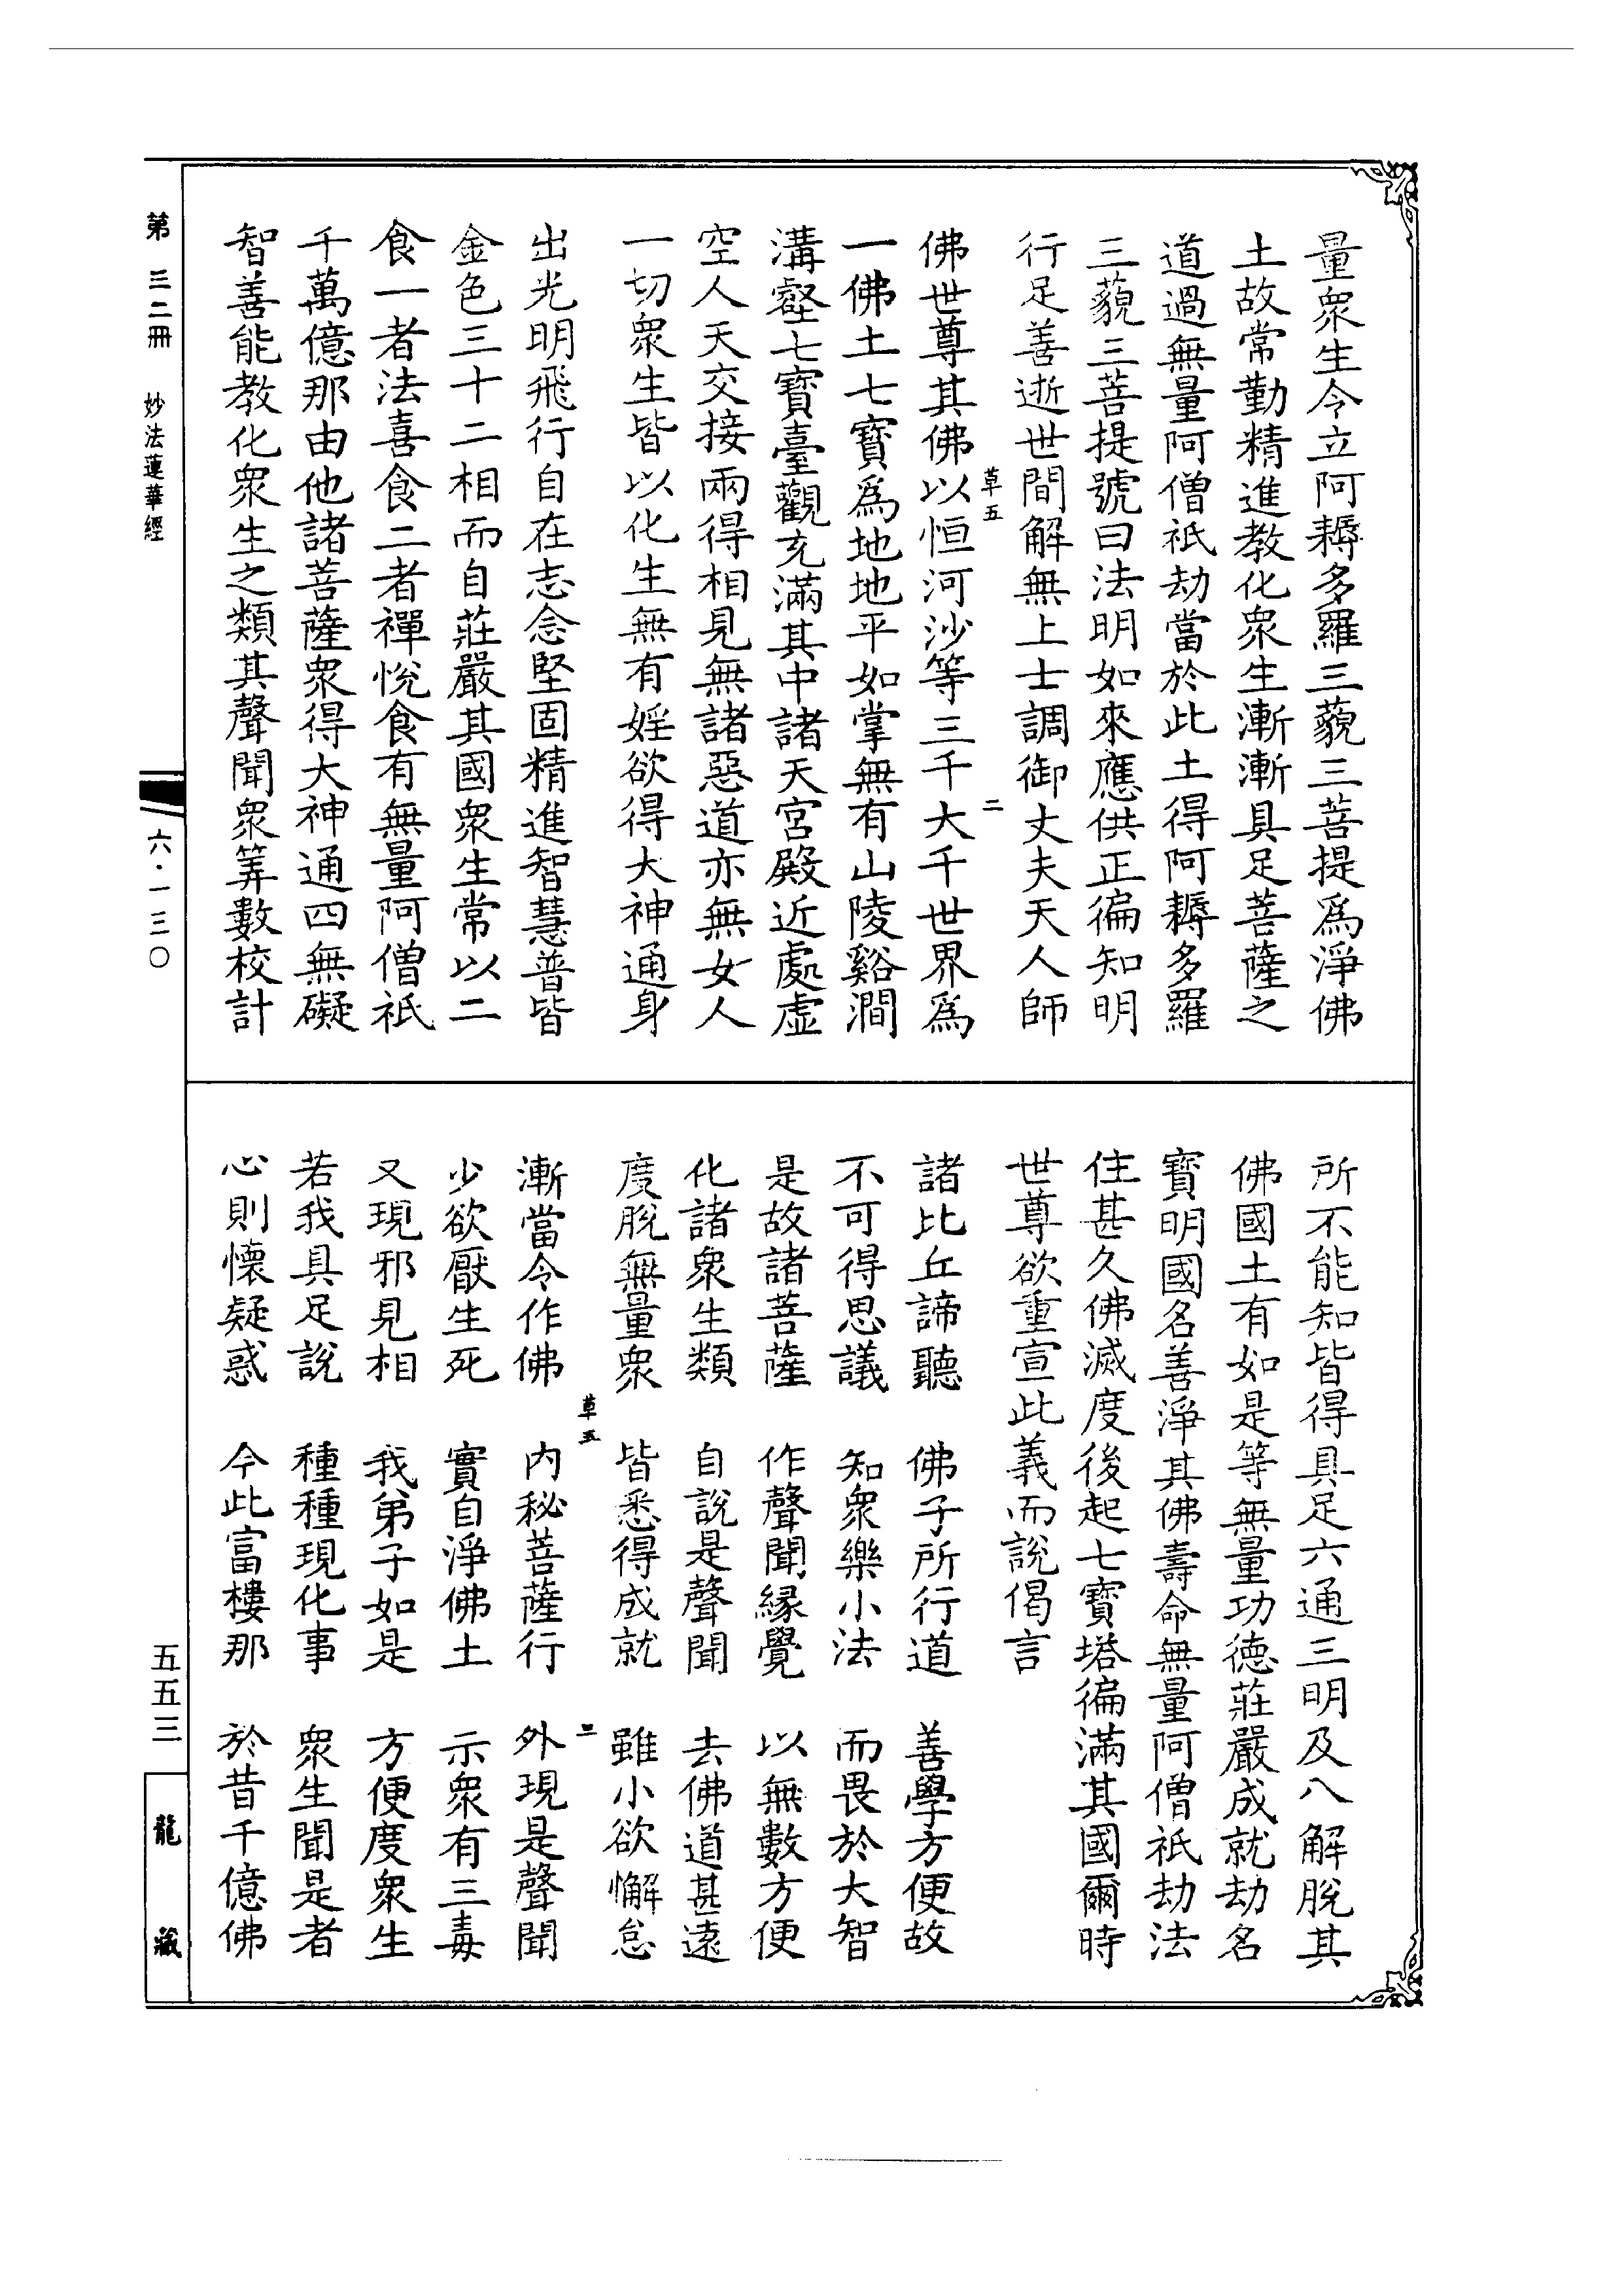 量衆生令立阿耨多羅三藐三菩提爲淨佛
土故常勤精進教化衆生漸漸具足菩薩之
道過無量阿僧祇劫當於此土得阿耨多羅
三藐三菩提號曰法明如來應供正徧知明
行足善逝世間解無上士調御丈夫天人師
草五 二
佛世尊其佛以恒河沙等三千大千世界爲
一佛土七寶爲地地平如掌無有山陵谿澗
溝壑七寶臺觀充滿其中諸天宮殿近處虛
空人天交接兩得相見無諸惡道亦無女人
一切衆生皆以化生無有婬欲得大神通身
出光明飛行自在志念堅固精進智慧普皆
金色三十二相而自莊嚴其國衆生常以二
食一者法喜食二者禪悅食有無量阿僧祇
千萬億那由他諸菩薩衆得大神通四無礙
智善能教化衆生之類其聲聞衆筭數校計
所不能知皆得具足六通三明及八解脫其
佛國土有如是等無量功德莊嚴成就劫名
寶明國名善淨其佛壽命無量阿僧祇劫法
住甚久佛滅度後起七寶塔徧滿其國爾時
世尊欲重宣此義而說偈言
諸比丘諦聽 佛子所行道 善學方便故
不可得思議 知衆樂小法 而畏於大智
是故諸菩薩 作聲聞緣覺 以無數方便
化諸衆生類 自說是聲聞 去佛道甚遠
度脫無量衆 皆悉得成就 雖小欲懈怠
草五 三
漸當令作佛 內秘菩薩行 外現是聲聞
少欲厭生死 實自淨佛土 示衆有三毒
又現邪見相 我弟子如是 方便度衆生
若我具足說 種種現化事 衆生聞是者
心則懷疑惑 今此富樓那 於昔千億佛
第三二冊 妙法蓮華經
六·一三〇
五五三
龍藏